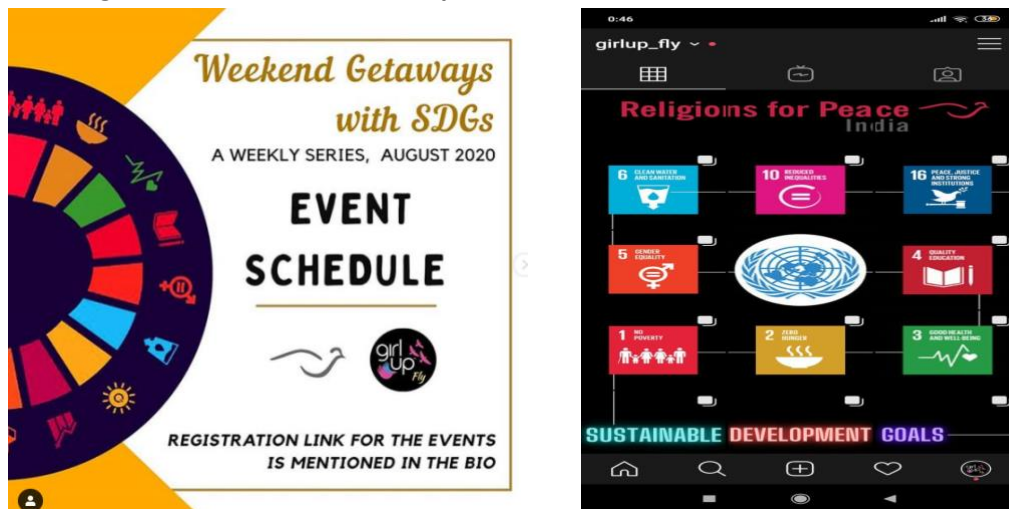 Weekend Getaways
with SDGs
A WEEKLY SERIES, AUGUST 2020
EVENT
SCHEDULE
girl
up
Fly
REGISTRATION LINK FOR THE EVENTS
IS MENTIONED IN THE BIO
0:46
girlup_fly
Religions for Peace
India
6 CLEAN WATER
AND SANITATION
10 REDUCED
INEQUALITIES
16 PEACE, JUSTICE
AND STRONG
INSTITUTIONS
5 GENDER
EQUALITY
4 QUALITY
EDUCATION
1 NO
POVERTY
2 ZERO
HUNGER
3 GOOD HEALTH
AND WELL-BEING
SUSTAINABLE DEVELOPMENT GOALS